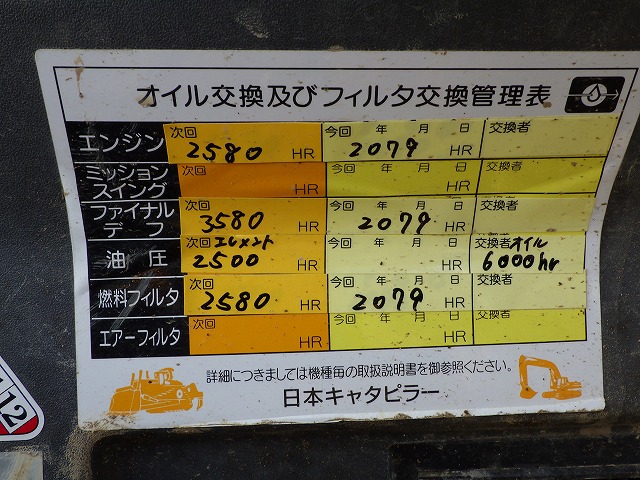 オイル交換及びフィルタ交換管理表
エンジン 次回 2580 HR 今回 年 月 日 2079 HR 交換者
ミッション スイング 次回 HR 今回 年 月 日 HR 交換者
ファイナル デフ 次回 3580 HR 今回 年 月 日 2079 HR 交換者
油圧 次回 エレメント 2500 HR 今回 年 月 日 HR 交換者 オイル 6000hr
燃料フィルタ 次回 2580 HR 今回 年 月 日 2079 HR 交換者
エアーフィルタ 次回 HR 今回 年 月 日 HR 交換者
詳細につきましては機種毎の取扱説明書を御参照ください。
日本キャタピラー